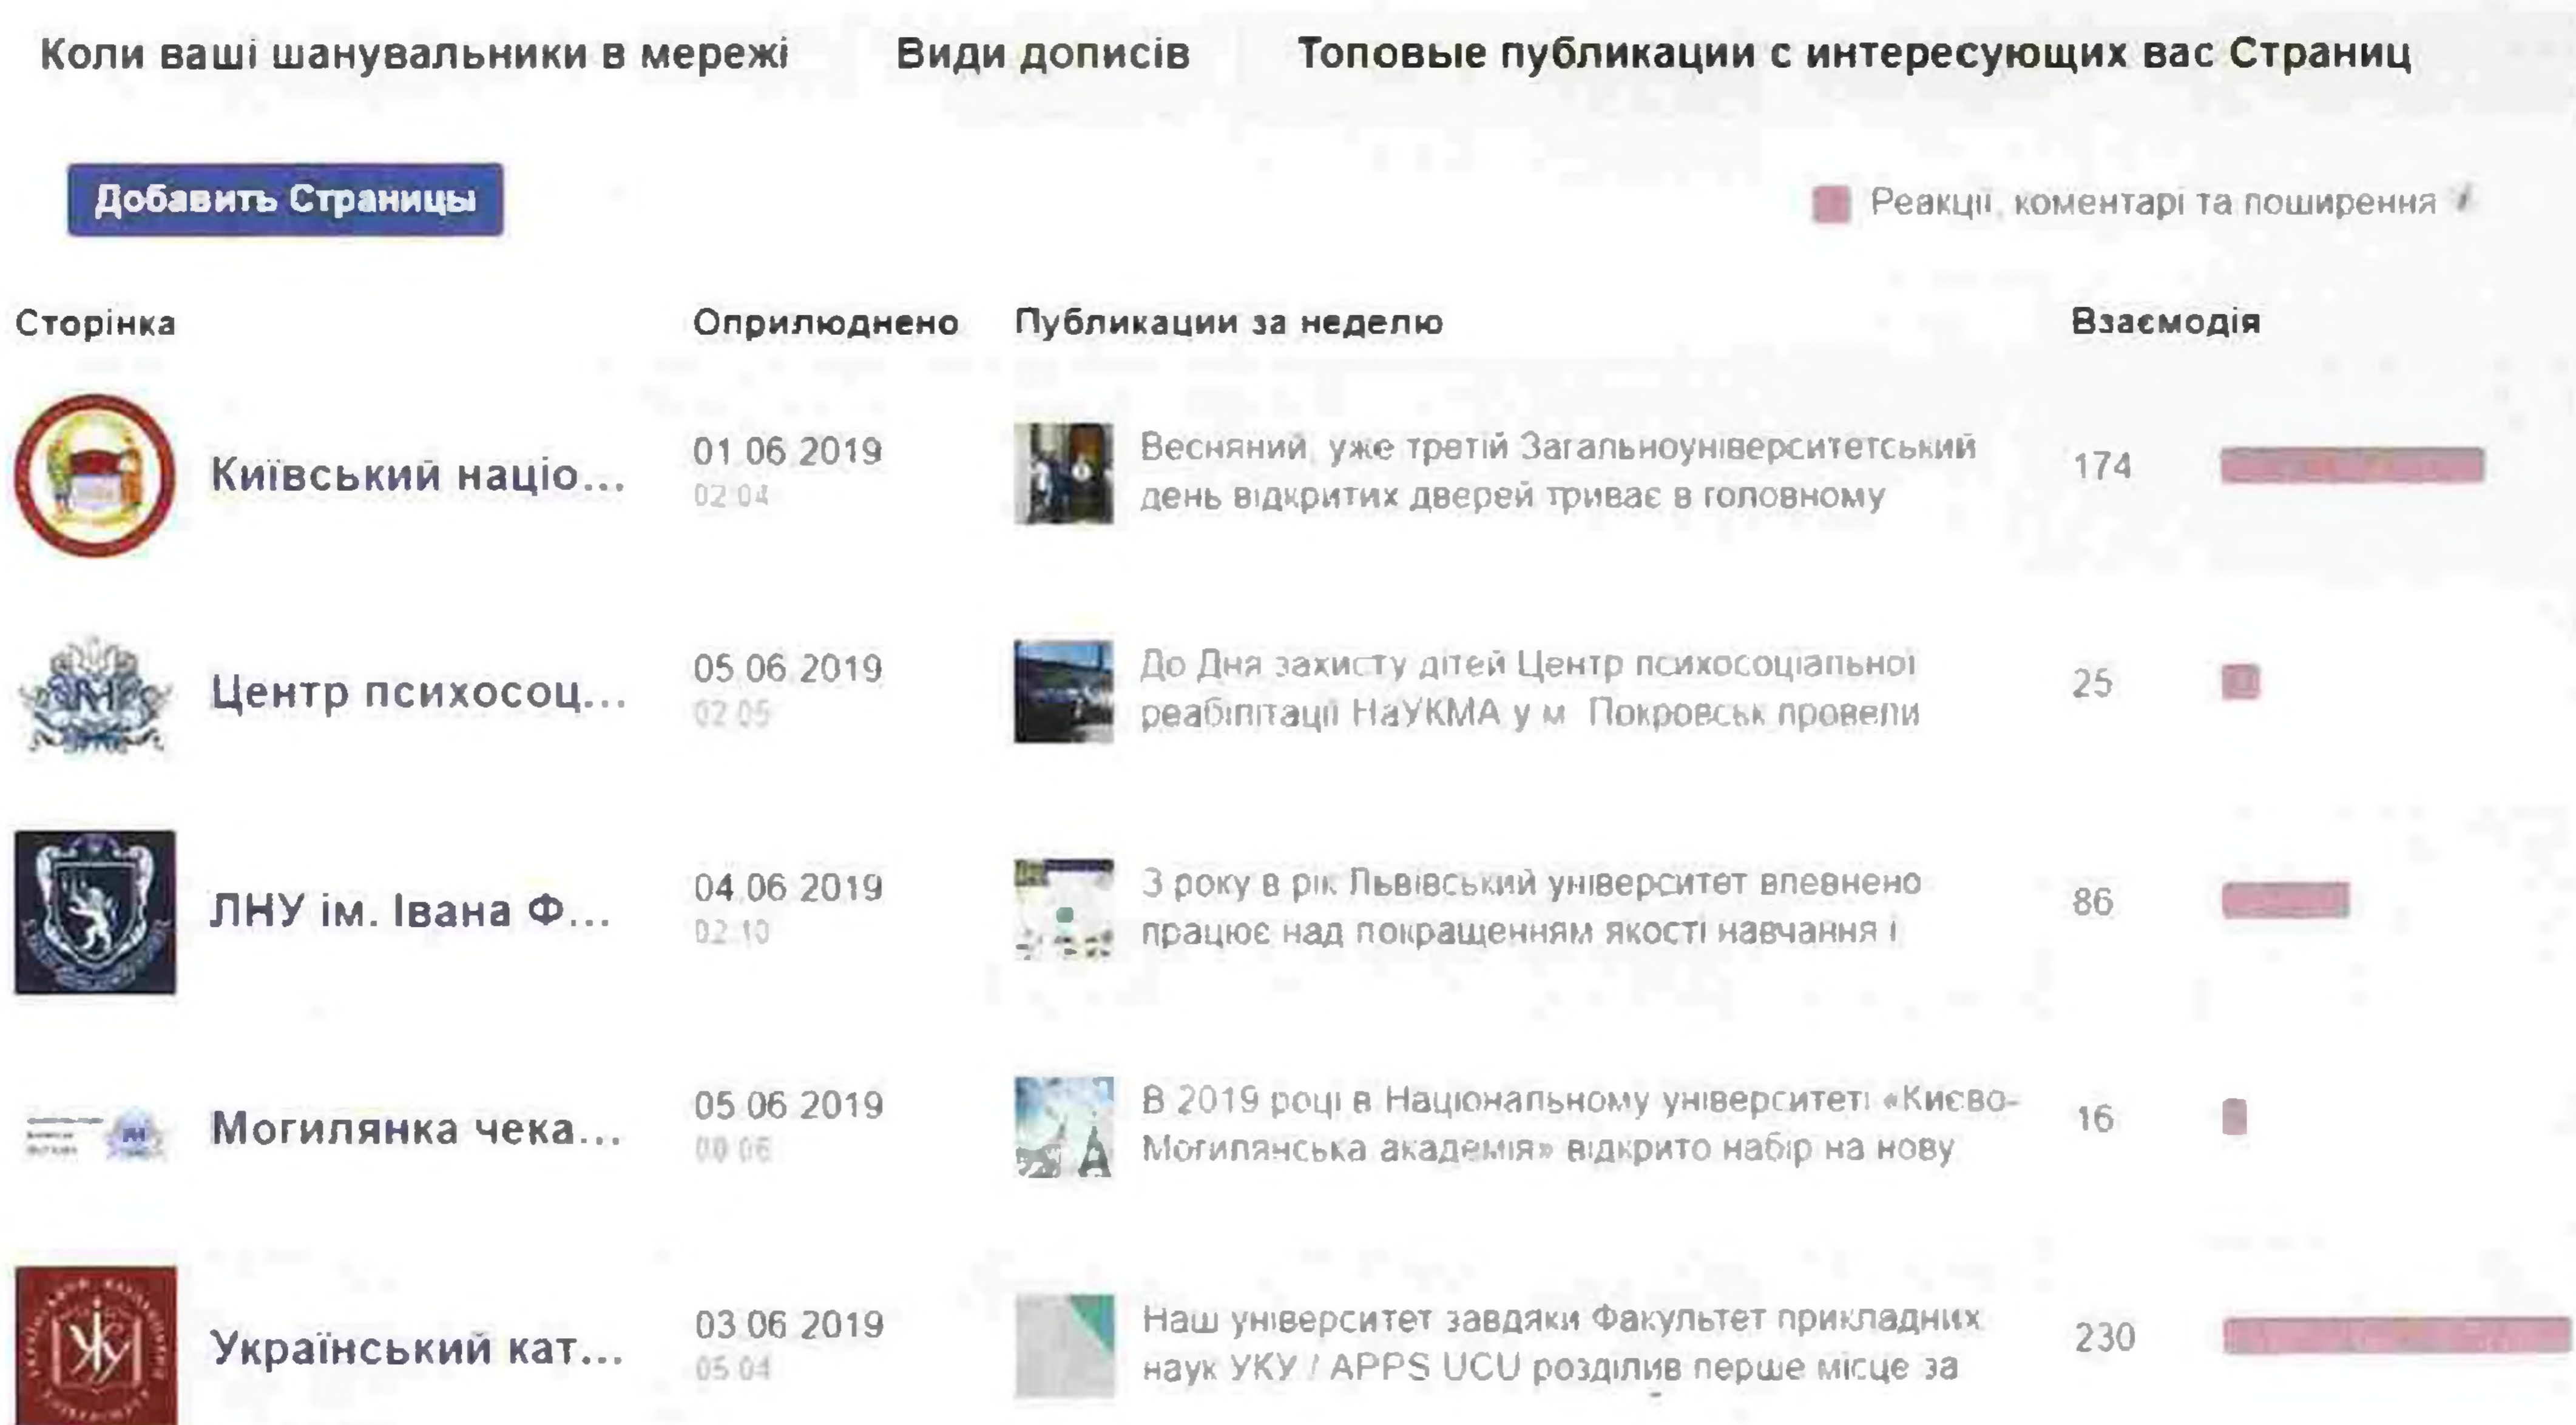 Коли ваші шанувальники в мережі Види дописів Топовые публикации с интересующих вас Страниц
Добавить Страницы Реакції, коментарі та поширення
Сторінка Оприлюднено Публикации за неделю Взаємодія
Київський націо... 01.06.2019 Весняний, уже третій Загальноуніверситетський 174
02:04 день відкритих дверей триває в головному
Центр психосоц... 05.06.2019 До Дня захисту дітей Центр психосоціальної 25
02:05 реабілітації НаУКМА у м. Покровськ провели
ЛНУ ім. Івана Ф... 04.06.2019 З року в рік Львівський університет впевнено 86
02:10 працює над покращенням якості навчання і
Могилянка чека... 05.06.2019 В 2019 році в Національному університеті «Києво- 16
Могилянська академія» відкрито набір на нову
Український кат... 03.06.2019 Наш університет завдяки Факультет прикладних 230
05:04 наук УКУ / APPS UCU розділив перше місце за